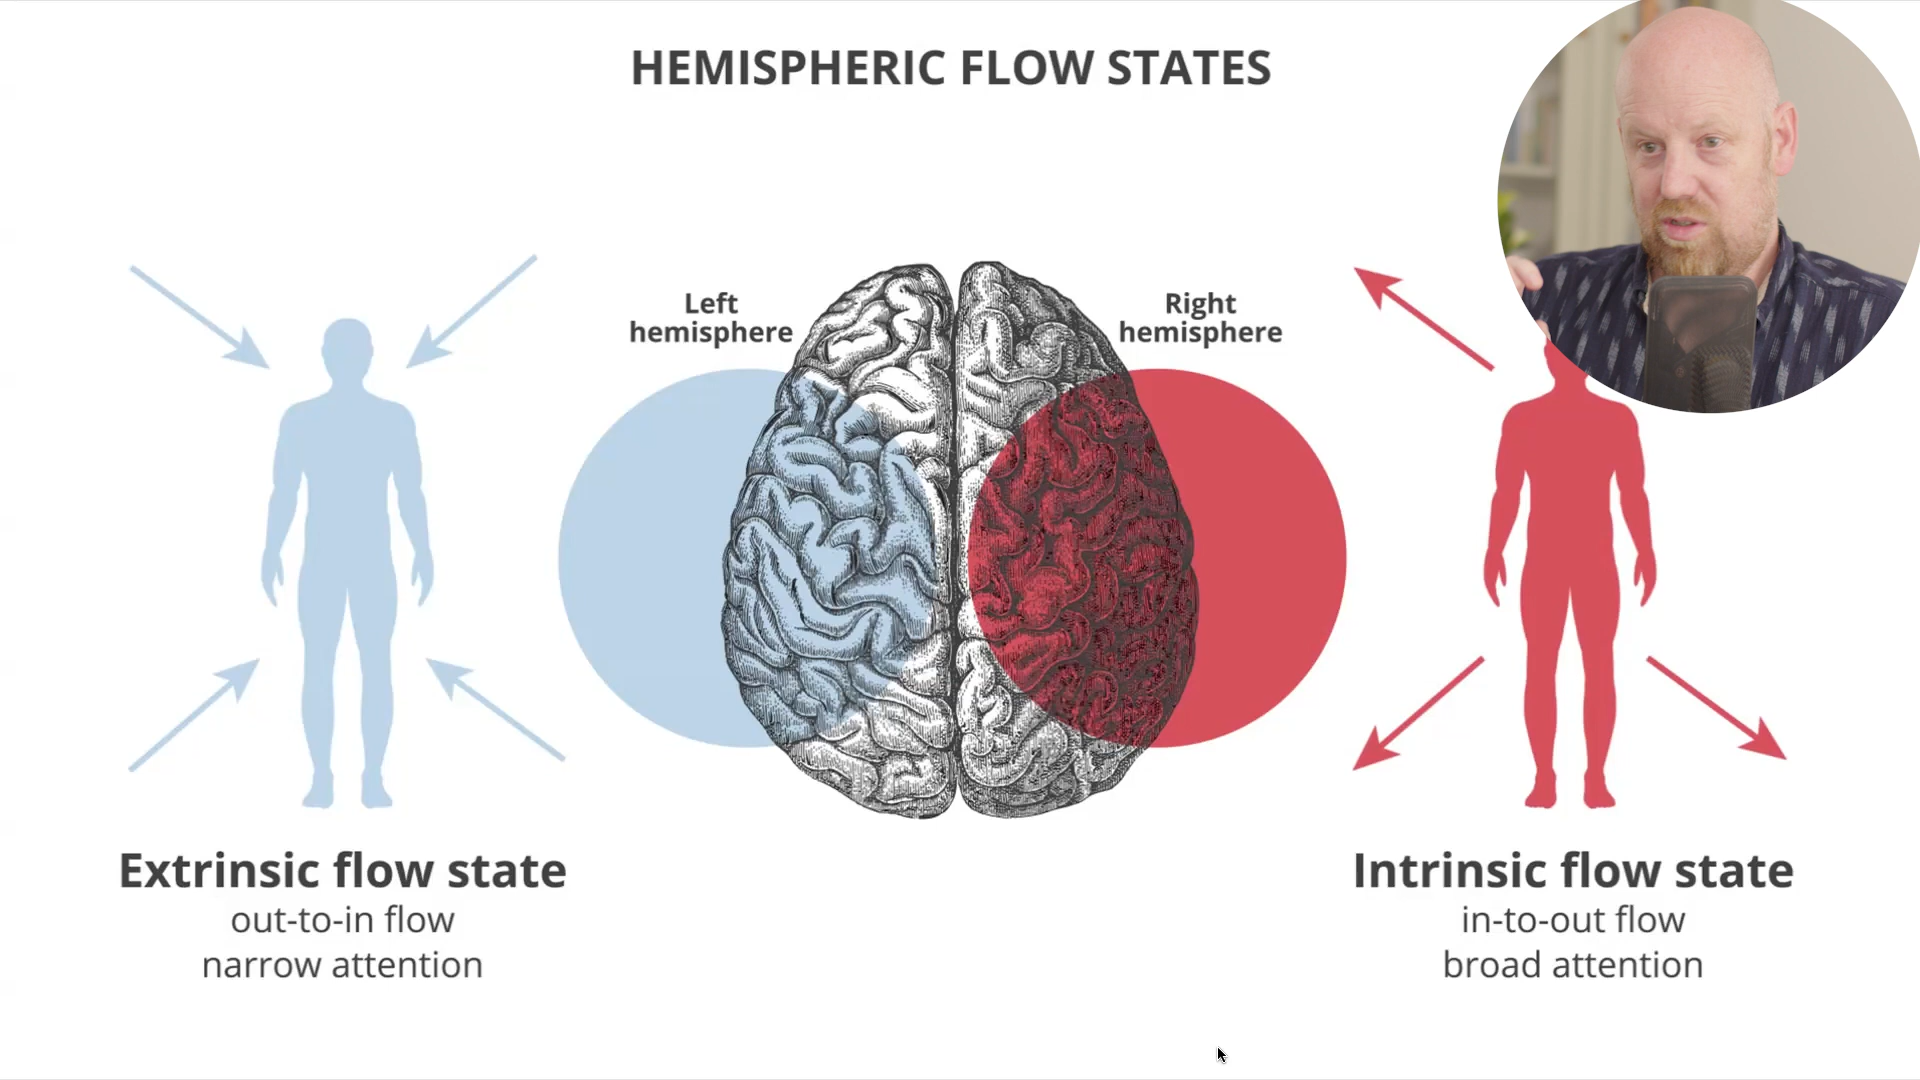 HEMISPHERIC FLOW STATES
Left
hemisphere
Right
hemisphere
Extrinsic flow state
out-to-in flow
narrow attention
Intrinsic flow state
in-to-out flow
broad attention